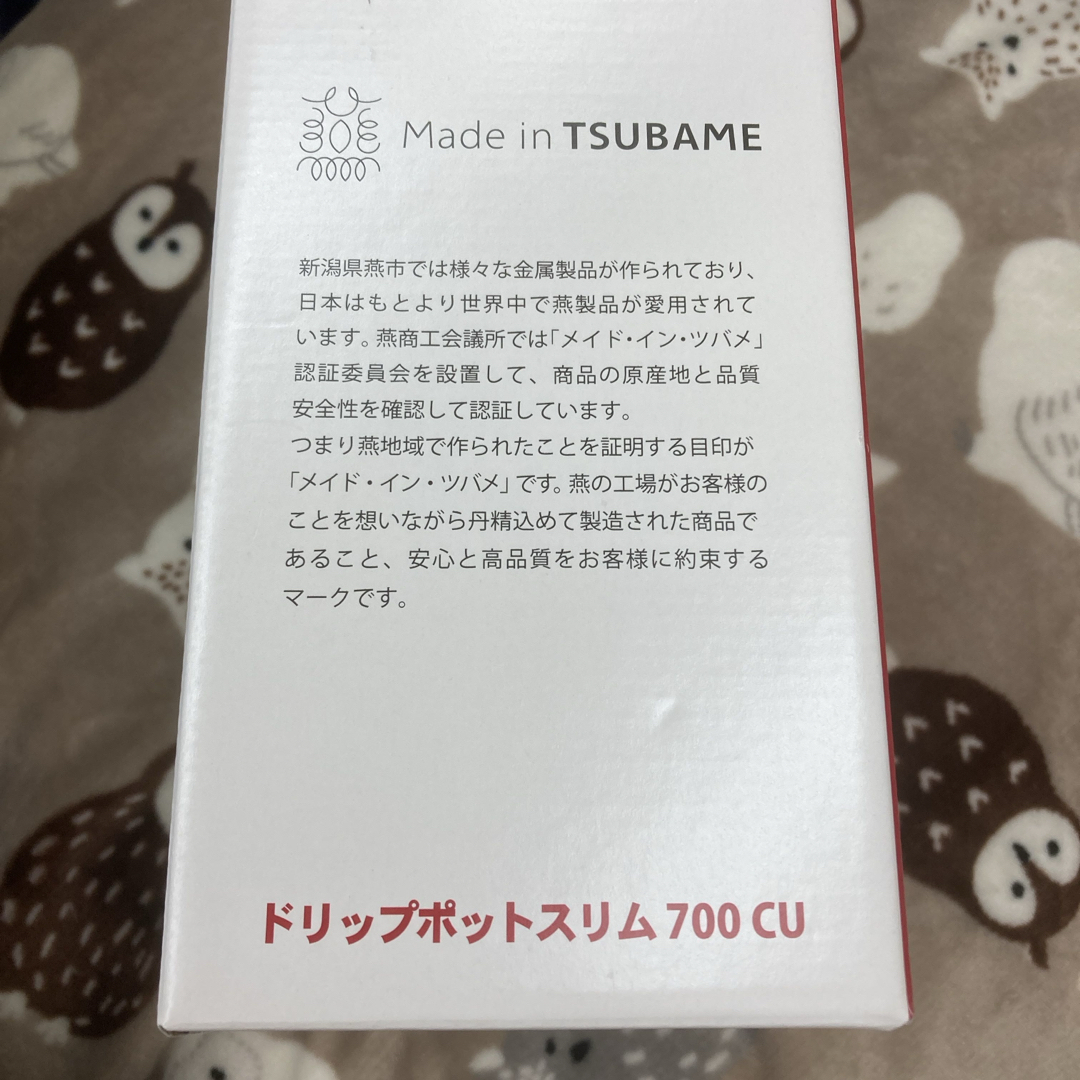 Made in TSUBAME
新潟県燕市では様々な金属製品が作られており、
日本はもとより世界中で燕製品が愛用されて
います。燕商工会議所では「メイド・イン・ツバメ」
認証委員会を設置して、商品の原産地と品質
安全性を確認して認証しています。
つまり燕地域で作られたことを証明する目印が
「メイド・イン・ツバメ」です。燕の工場がお客様の
ことを想いながら丹精込めて製造された商品で
あること、安心と高品質をお客様に約束する
マークです。
ドリップポットスリム 700 CU